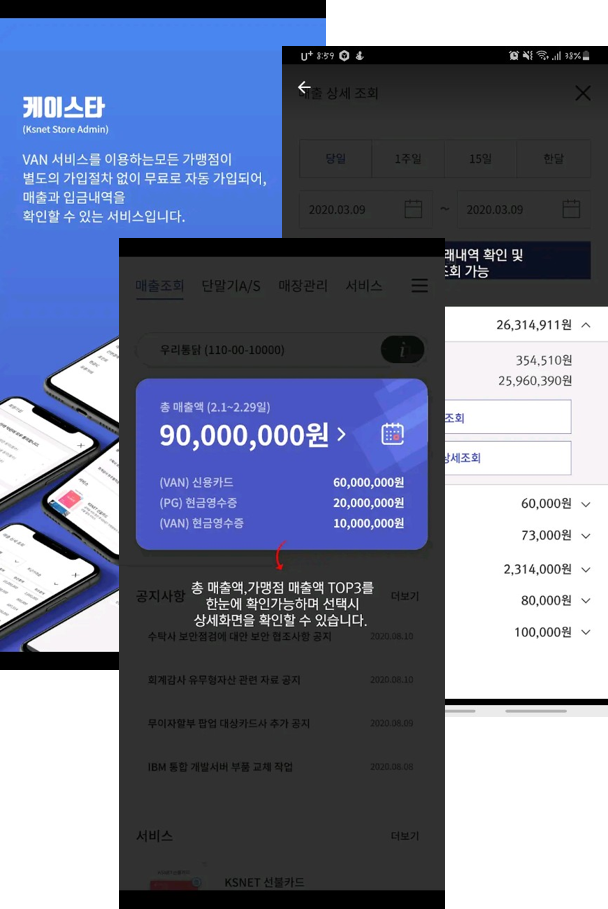 케이스타
(Ksnet Store Admin)
VAN 서비스를 이용하는모든 가맹점이
별도의 가입절차 없이 무료로 자동 가입되어,
매출과 입금내역을
확인할 수 있는 서비스입니다.
U+ 8:59
38%
매출 상세 조회
당일 1주일 15일 한달
2020.03.09 ~ 2020.03.09
래내역 확인 및
조회 가능
26,314,911원
354,510원
25,960,390원
조회
상세조회
60,000원
73,000원
2,314,000원
80,000원
100,000원
매출조회 단말기A/S 매장관리 서비스
우리통닭 (110-00-10000)
i
총 매출액 (2.1~2.29일)
90,000,000원
(VAN) 신용카드 60,000,000원
(PG) 현금영수증 20,000,000원
(VAN) 현금영수증 10,000,000원
총 매출액,가맹점 매출액 TOP3를
한눈에 확인가능하며 선택시
상세화면을 확인할 수 있습니다.
공지사항 더보기
수탁사 보안점검에 대한 보안 협조사항 공지 2020.08.10
회계감사 유무형자산 관련 자료 공지 2020.08.10
무이자할부 팝업 대상카드사 추가 공지 2020.08.09
IBM 통합 개발서버 부품 교체 작업 2020.08.08
서비스 더보기
KSNET 선불카드